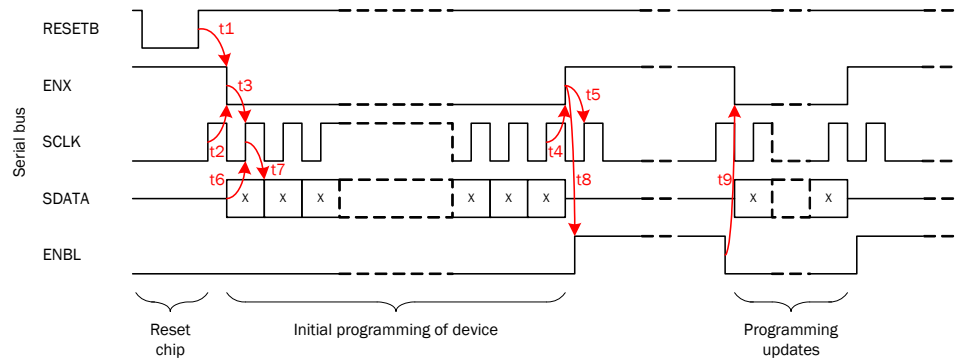 RESETB
t1
ENX
t3
t5
Serial bus
SCLK
t2
t7
t4
t6
t8
t9
SDATA
X X X X X X X X
ENBL
Reset
chip
Initial programming of device
Programming
updates